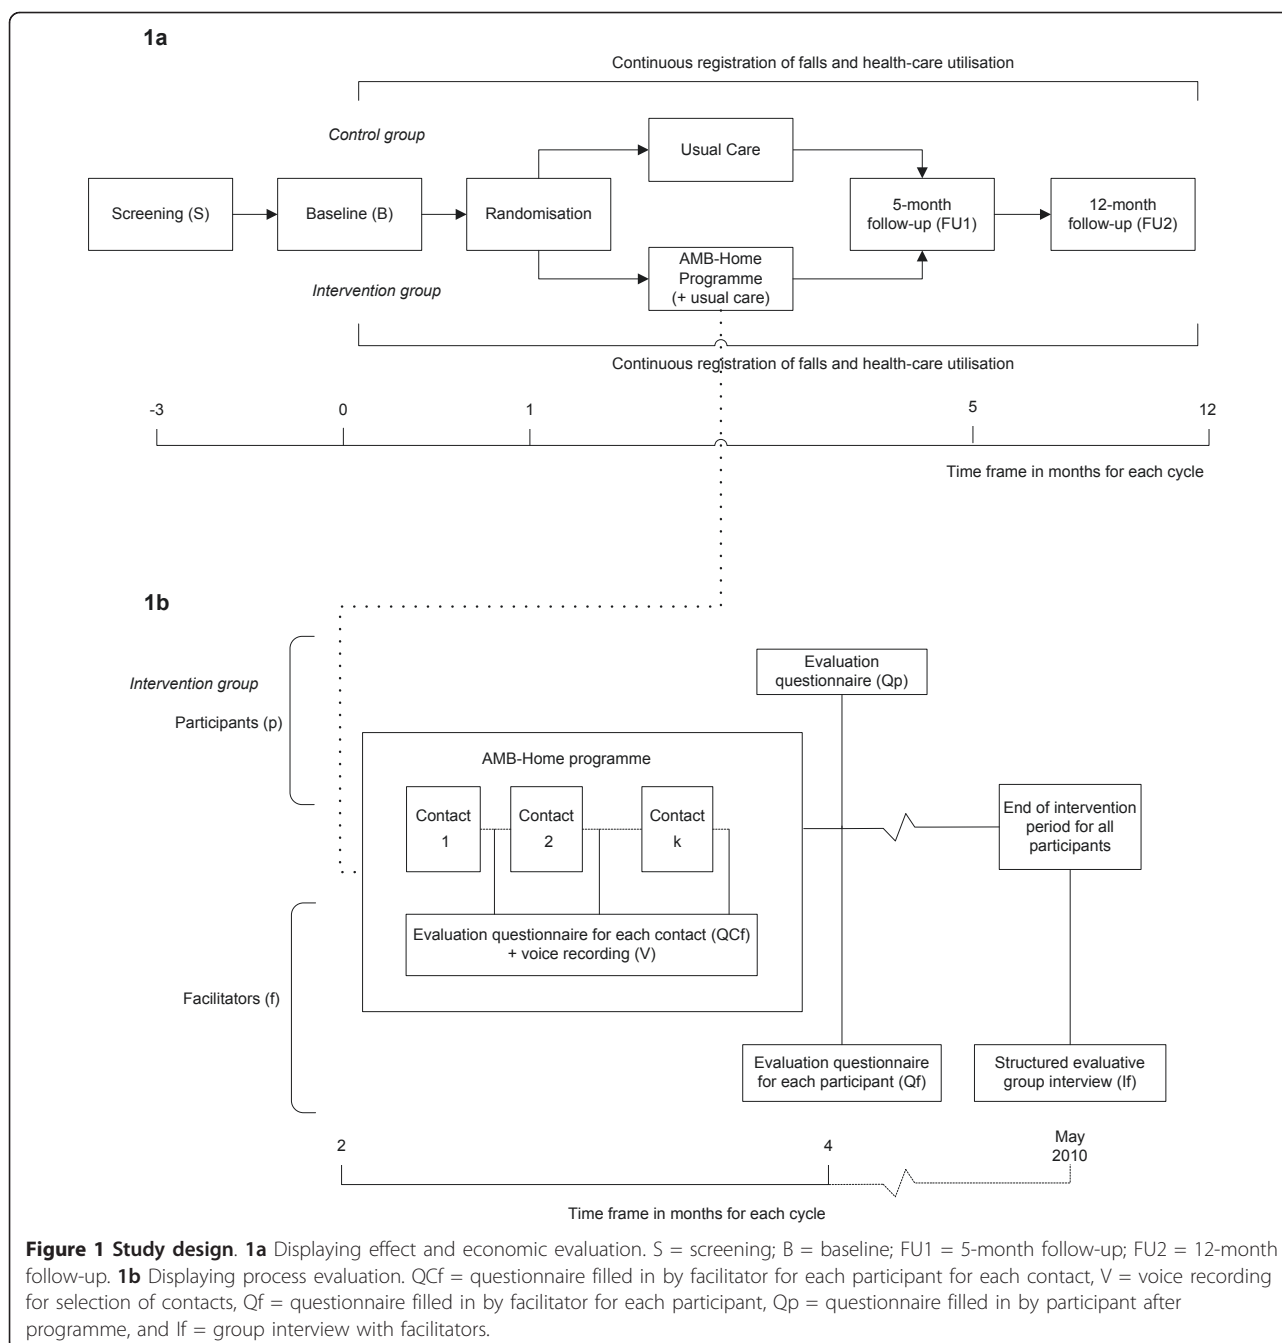 1a
Continuous registration of falls and health-care utilisation
Control group
Usual Care
Screening (S)
Baseline (B)
Randomisation
5-month
follow-up (FU1)
12-month
follow-up (FU2)
AMB-Home
Programme
(+ usual care)
Intervention group
Continuous registration of falls and health-care utilisation
-3
0
1
5
12
Time frame in months for each cycle
1b
Intervention group
Participants (p)
Evaluation
questionnaire (Qp)
AMB-Home programme
Contact
1
Contact
2
Contact
k
End of intervention
period for all
participants
Evaluation questionnaire for each contact (QCf)
+ voice recording (V)
Facilitators (f)
Evaluation questionnaire
for each participant (Qf)
Structured evaluative
group interview (If)
2
4
May
2010
Time frame in months for each cycle
Figure 1 Study design. 1a Displaying effect and economic evaluation. S = screening; B = baseline; FU1 = 5-month follow-up; FU2 = 12-month
follow-up. 1b Displaying process evaluation. QCf = questionnaire filled in by facilitator for each participant for each contact, V = voice recording
for selection of contacts, Qf = questionnaire filled in by facilitator for each participant, Qp = questionnaire filled in by participant after
programme, and If = group interview with facilitators.